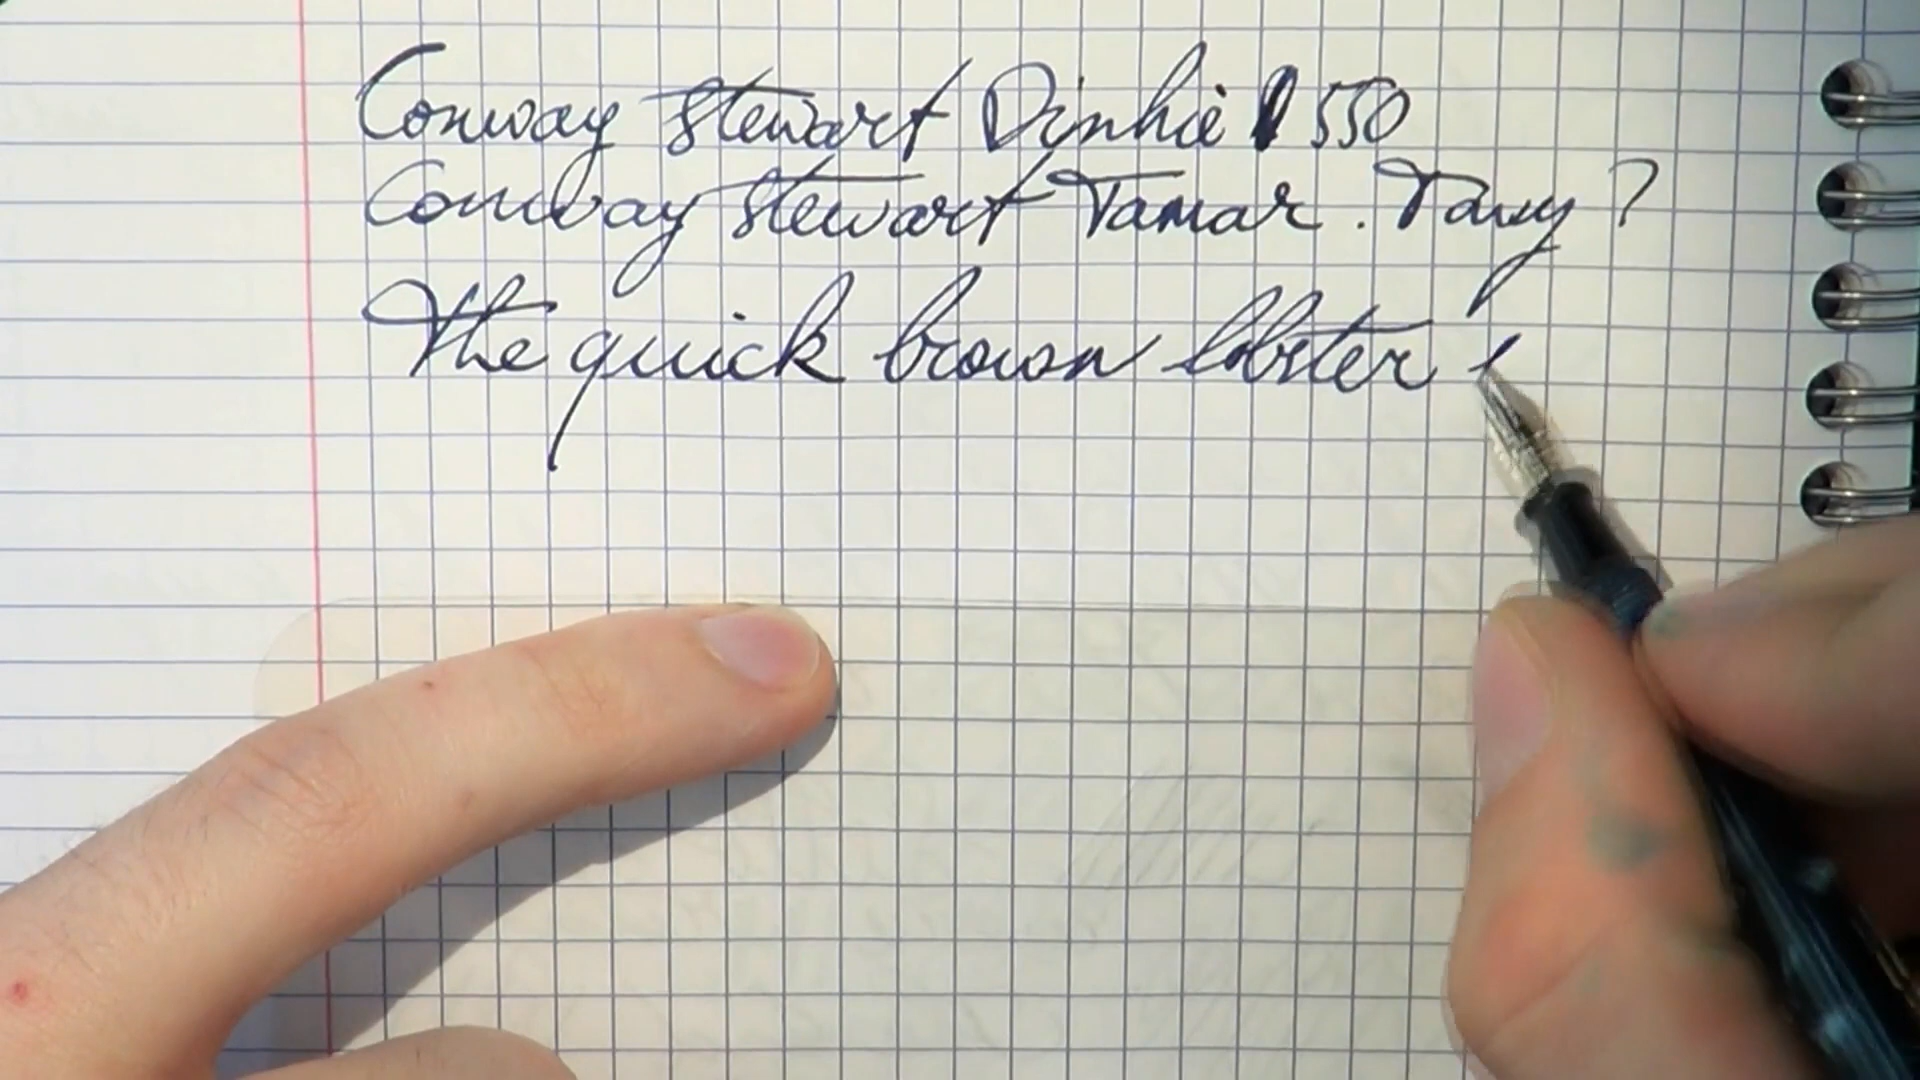 Conway Stewart Dinkie 550
Conway Stewart Tamar. Tavy?
The quick brown lobster